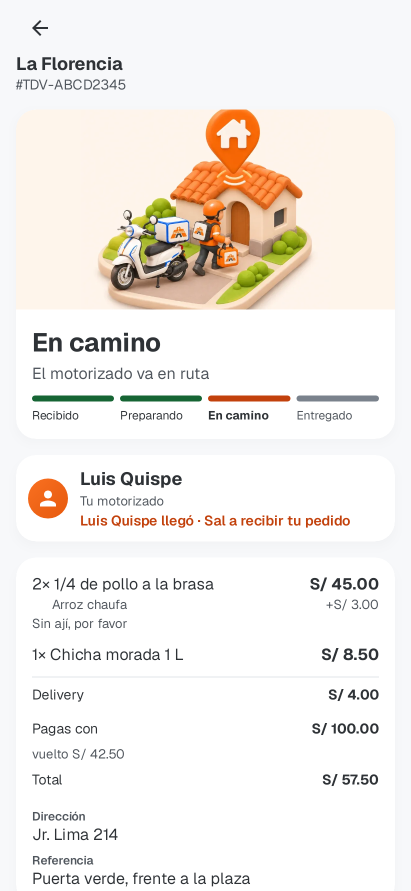 La Florencia
#TDV-ABCD2345
En camino
El motorizado va en ruta
Recibido Preparando En camino Entregado
Luis Quispe
Tu motorizado
Luis Quispe llegó · Sal a recibir tu pedido
2× 1/4 de pollo a la brasa S/ 45.00
Arroz chaufa +S/ 3.00
Sin ají, por favor
1× Chicha morada 1 L S/ 8.50
Delivery S/ 4.00
Pagas con S/ 100.00
vuelto S/ 42.50
Total S/ 57.50
Dirección
Jr. Lima 214
Referencia
Puerta verde, frente a la plaza